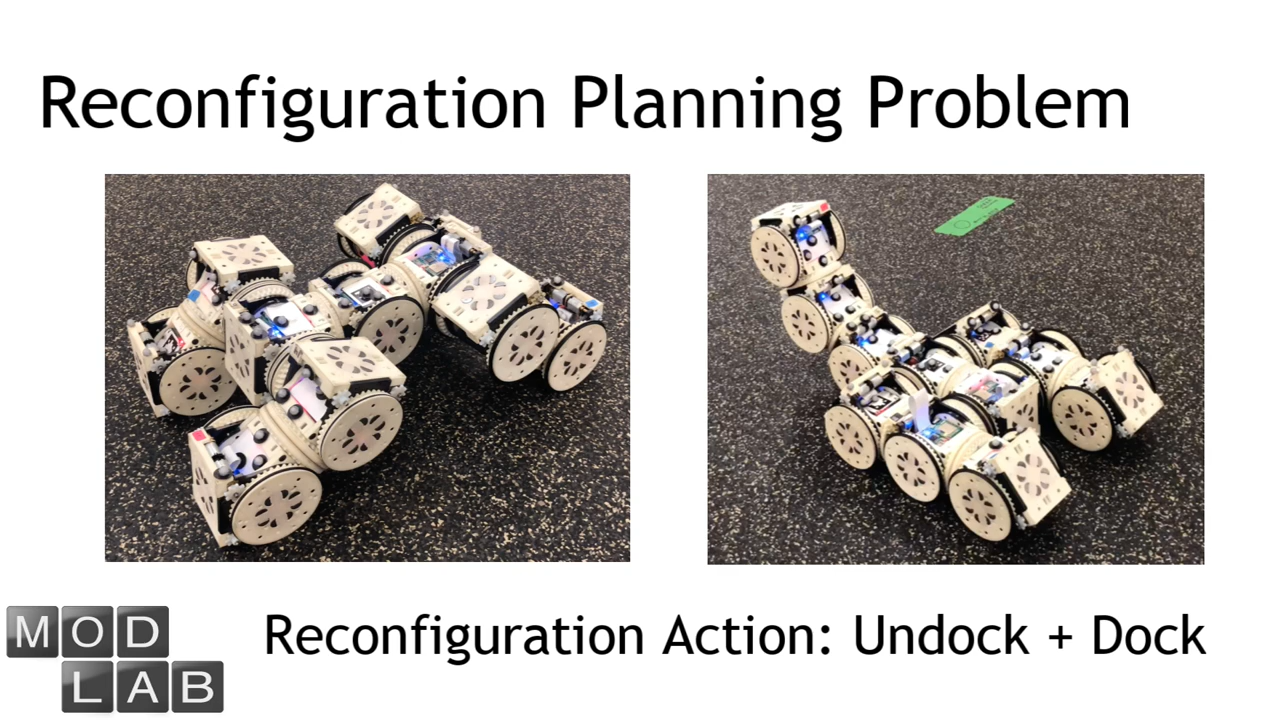 Reconfiguration Planning Problem
MOD
LAB
Reconfiguration Action: Undock + Dock